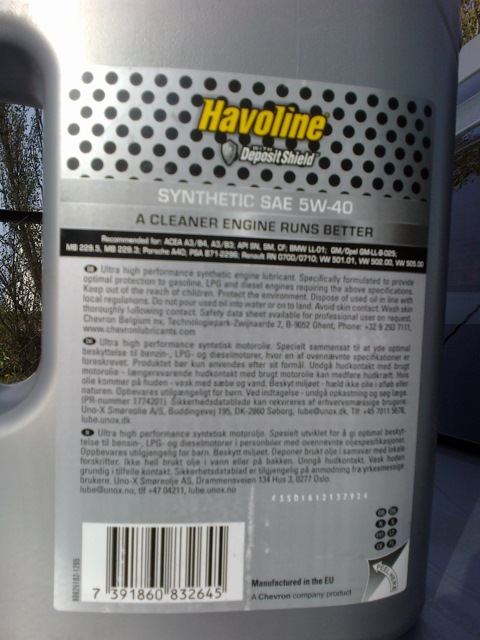 Havoline
WITH
DepositShield
SYNTHETIC SAE 5W-40
A CLEANER ENGINE RUNS BETTER
Recommended for: ACEA A3/B4, A3/B3; API SN, SM, CF; BMW LL-01; GM/Opel GM-LL-B-025;
MB 229.5, MB 229.3; Porsche A40; PSA B71-2296; Renault RN 0700/0710; VW 501.01, VW 502.00, VW 505.00
Ultra high performance synthetic engine lubricant. Specifically formulated to provide
optimal protection to gasoline, LPG and diesel engines requiring the above specifications.
Keep out of the reach of children. Protect the environment. Dispose of used oil in line with
local regulations. Do not pour used oil into water or on to land. Avoid skin contact. Wash skin
thoroughly following contact. Safety data sheet available for professional user on request.
Chevron Belgium nv, Technologiepark-Zwijnaarde 2, B-9052 Ghent, Phone: +32 9 293 7111,
www.chevronlubricants.com
Ultra high performance syntetisk motorolie. Specielt sammensat til at yde optimal
beskyttelse til benzin-, LPG- og dieselmotorer, hvor en af ovennævnte specifikationer er
foreskrevet. Produktet bør kun anvendes efter sit formål. Undgå hudkontakt med brugt
motorolie - længerevarende hudkontakt med brugt motorolie kan medføre hudkræft. Hvis
olie kommer på huden - vask med sæbe og vand. Beskyt miljøet - hæld ikke olie i afløb eller
naturen. Opbevares utilgængeligt for børn. Ved indtagelse - undgå opkastning og søg læge.
(PR-nummer 1774201). Sikkerhedsdatablade kan rekvireres af erhvervsmæssige brugere.
Uno-X Smøreolie A/S, Buddingevej 195, DK-2860 Søborg, lube@unox.dk, Tlf: +45 7011 5678,
lube.unox.dk
Ultra high performance syntetisk motorolje. Spesielt utviklet for å gi optimal beskyt-
telse til bensin-, LPG- og dieselmotorer i personbiler med ovennevnte oljespesifikasjoner.
Oppbevares utilgjengelig for barn. Beskytt miljøet. Deponer brukt olje i samsvar med lokale
forskrifter. Ikke hell brukt olje i vann eller på bakken. Unngå hudkontakt. Vask huden
grundig i tilfelle kontakt. Sikkerhetsdatablad er tilgjengelig på anmodning fra yrkesmessige
brukere. Uno-X Smøreolje AS, Drammensveien 134 Hus 3, 0277 Oslo.
lube@unox.no, tlf +47 04211, lube.unox.no
7 391860 832645
Manufactured in the EU
A Chevron company product
PEEL HERE